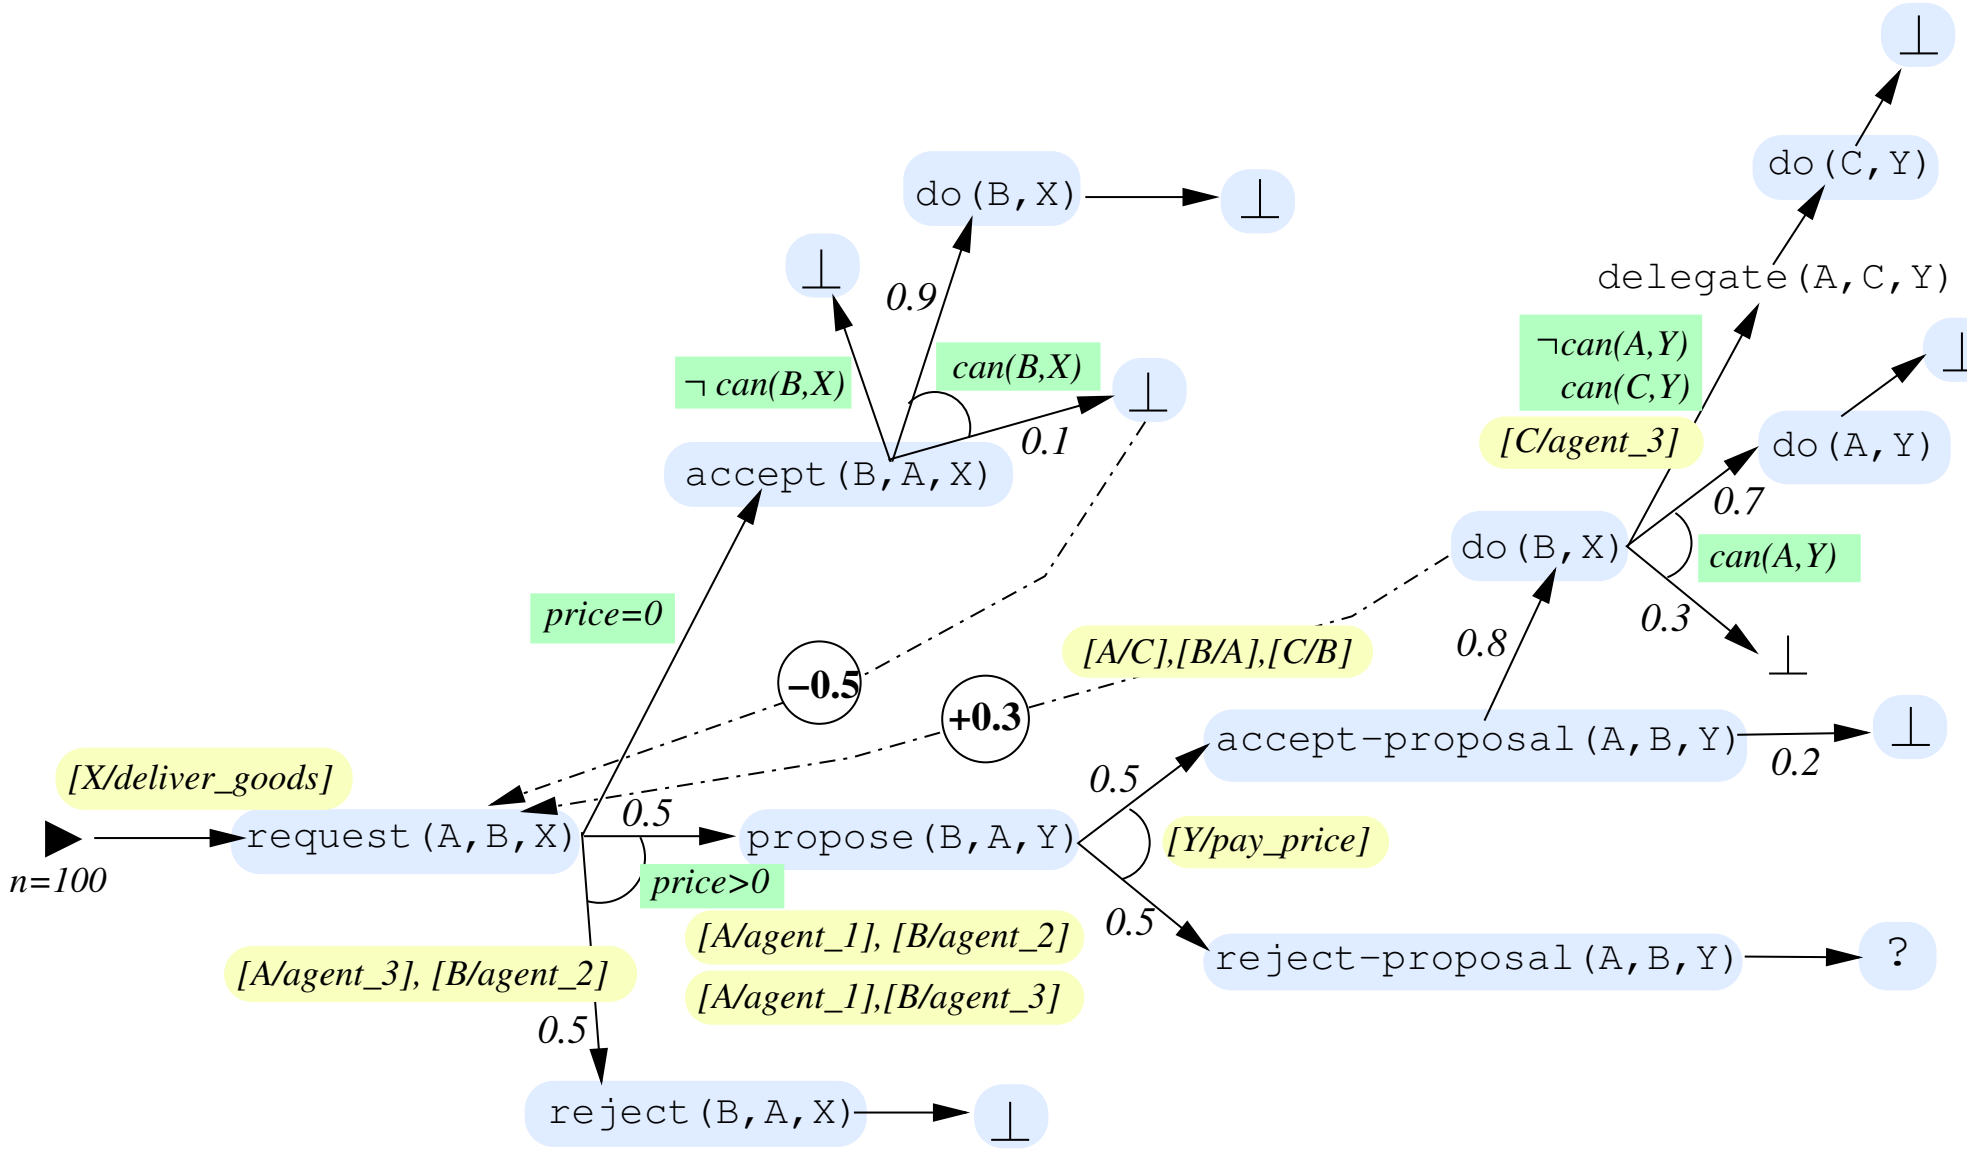 ⊥
do(C,Y)
do(B,X)
⊥
⊥
delegate(A,C,Y)
0.9
¬can(A,Y)
can(C,Y)
⊥
¬ can(B,X)
can(B,X)
⊥
0.1
[C/agent_3]
do(A,Y)
accept(B,A,X)
0.7
do(B,X)
can(A,Y)
price=0
0.3
0.8
[A/C],[B/A],[C/B]
⊥
−0.5
+0.3
accept-proposal(A,B,Y)
⊥
0.2
[X/deliver_goods]
0.5
0.5
request(A,B,X)
propose(B,A,Y)
[Y/pay_price]
n=100
price>0
0.5
[A/agent_1], [B/agent_2]
reject-proposal(A,B,Y)
?
[A/agent_3], [B/agent_2]
[A/agent_1],[B/agent_3]
0.5
reject(B,A,X)
⊥